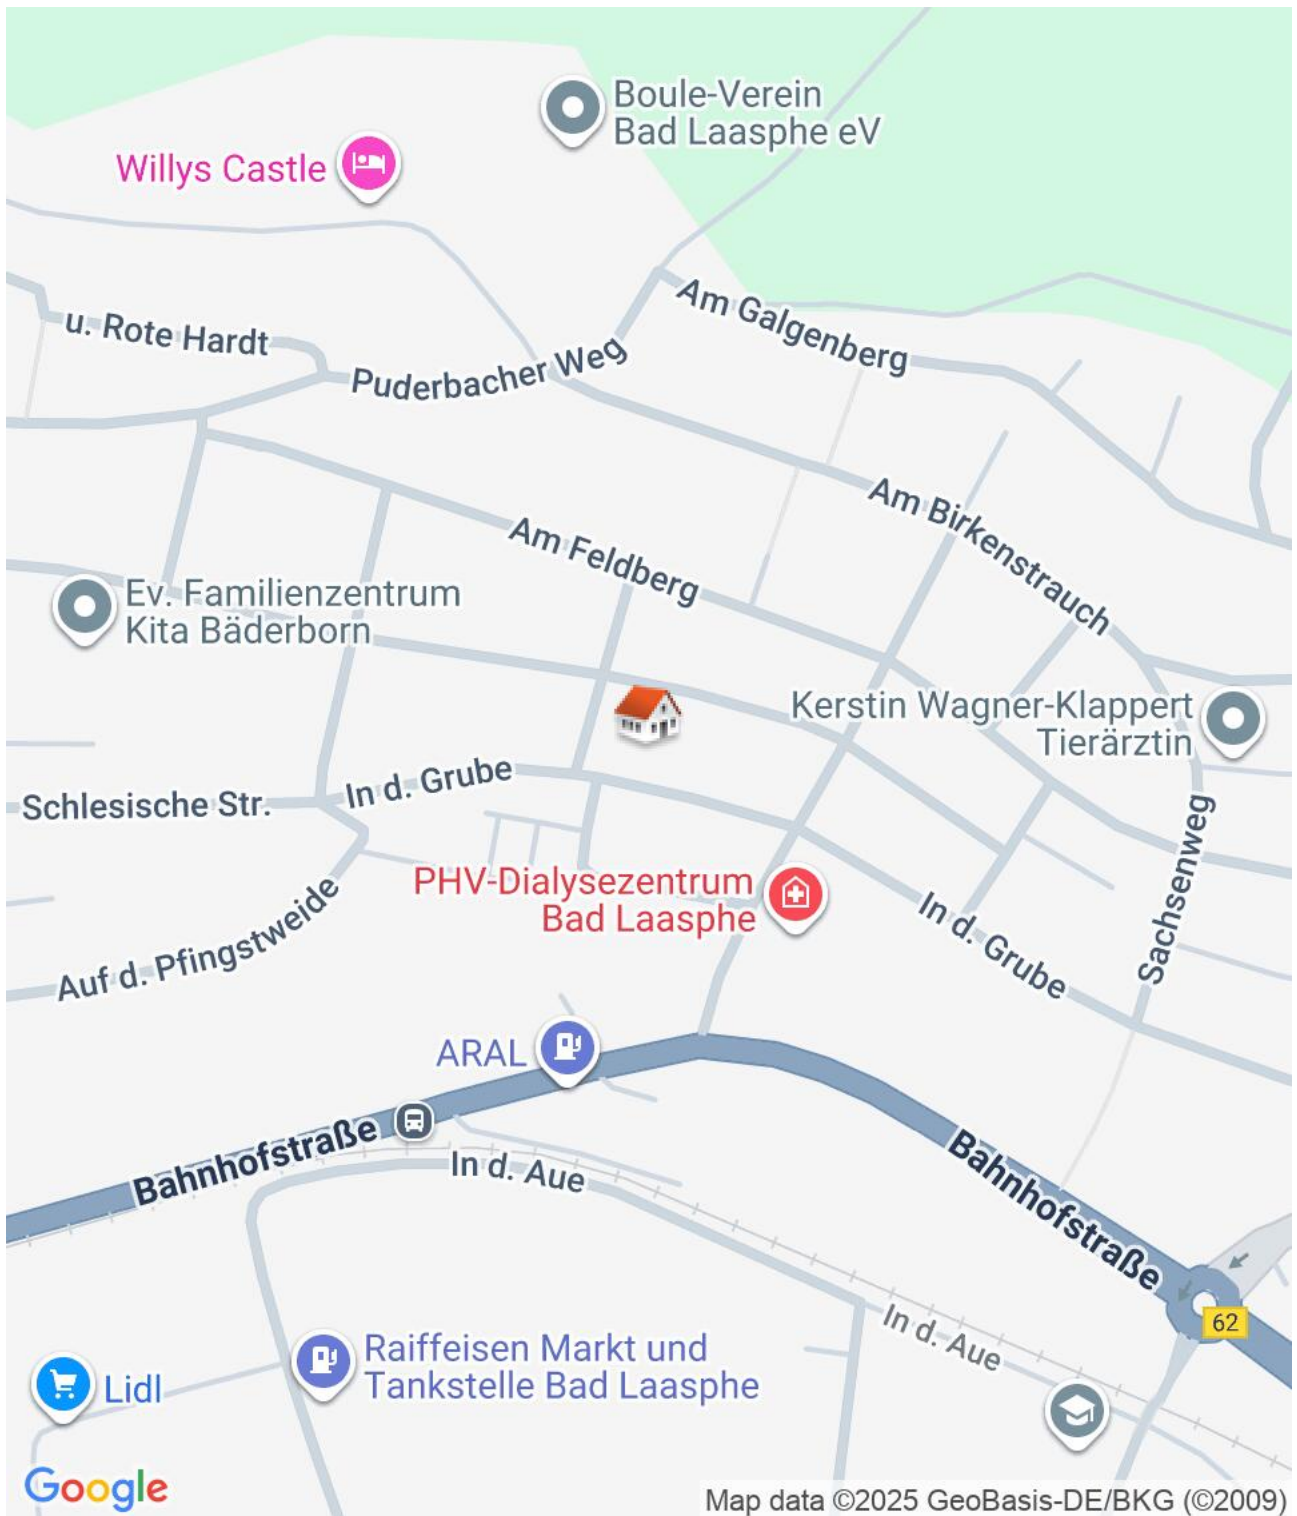 Boule-Verein
Bad Laasphe eV
Willys Castle
Am Galgenberg
u. Rote Hardt
Puderbacher Weg
Am Birkenstrauch
Am Feldberg
Ev. Familienzentrum
Kita Bäderborn
Kerstin Wagner-Klappert
Tierärztin
In d. Grube
Schlesische Str.
Sachsenweg
PHV-Dialysezentrum
Bad Laasphe
In d. Grube
Auf d. Pfingstweide
ARAL
Bahnhofstraße
In d. Aue
Bahnhofstraße
62
In d. Aue
Raiffeisen Markt und
Tankstelle Bad Laasphe
Lidl
Google
Map data ©2025 GeoBasis-DE/BKG (©2009)